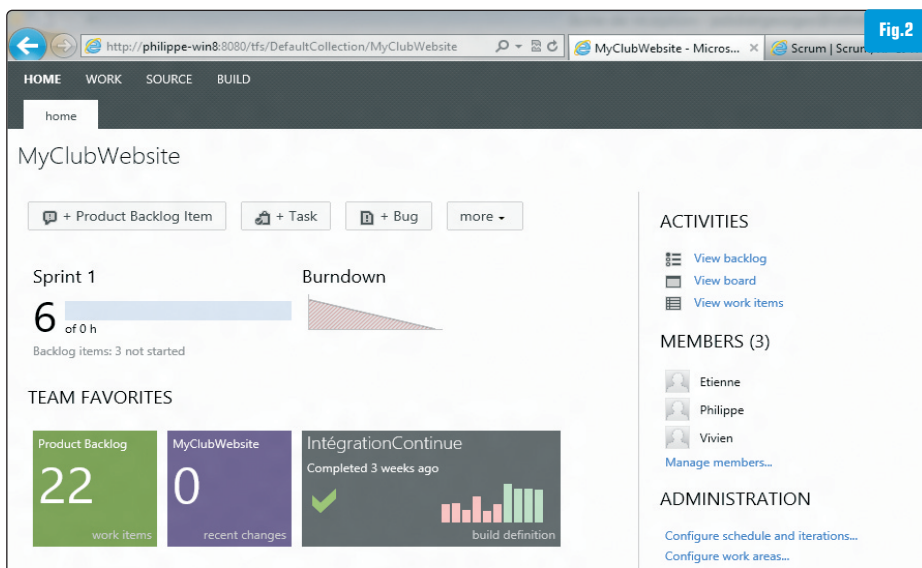 Fig.2
http://philippe-win8:8080/tfs/DefaultCollection/MyClubWebsite
MyClubWebsite - Micros...
Scrum | Scrum
HOME WORK SOURCE BUILD
home
MyClubWebsite
+ Product Backlog Item
+ Task
+ Bug
more
Sprint 1
6
of 0 h
Backlog items: 3 not started
Burndown
TEAM FAVORITES
Product Backlog
22
work items
MyClubWebsite
0
recent changes
IntégrationContinue
Completed 3 weeks ago
build definition
ACTIVITIES
View backlog
View board
View work items
MEMBERS (3)
Etienne
Philippe
Vivien
Manage members...
ADMINISTRATION
Configure schedule and iterations...
Configure work areas...